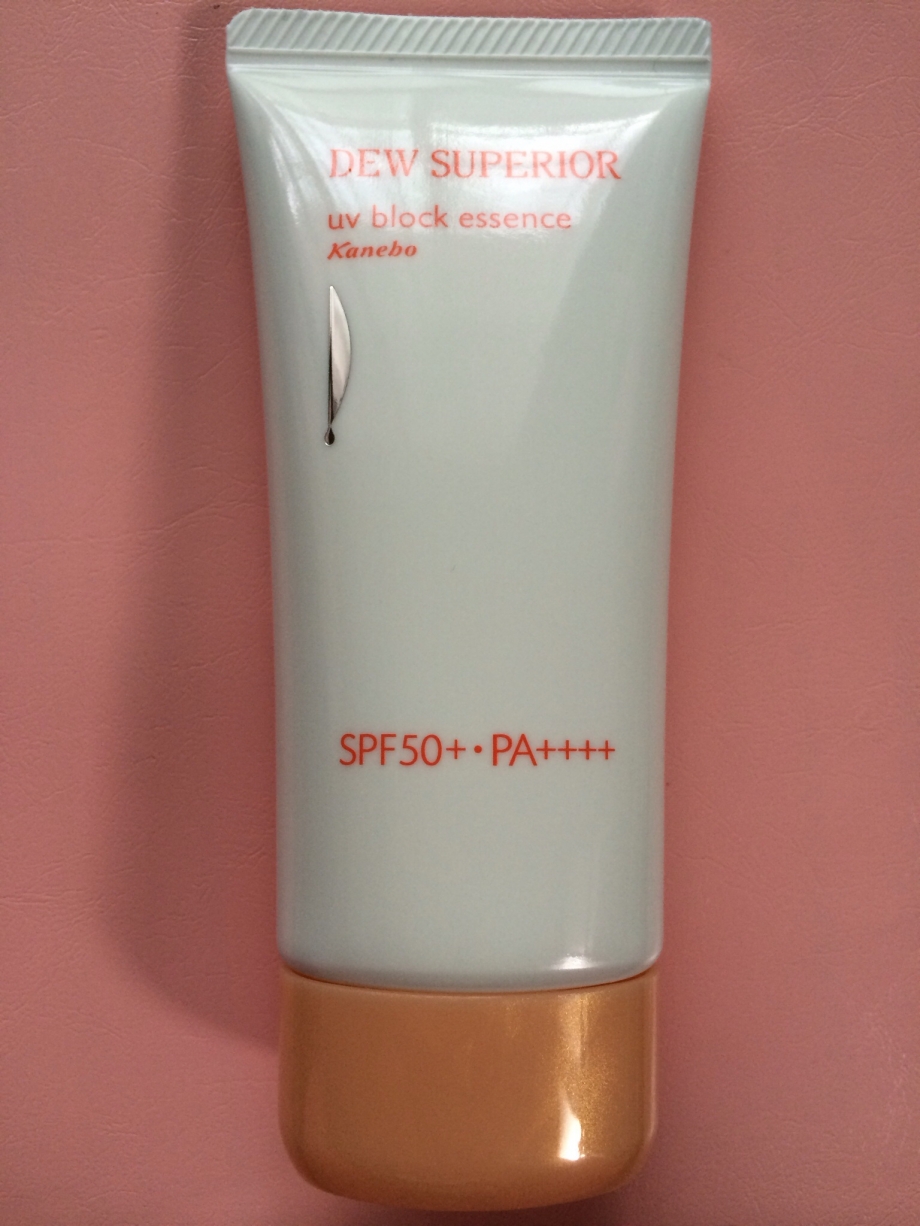 DEW SUPERIOR
uv block essence
Kanebo
SPF50+・PA++++